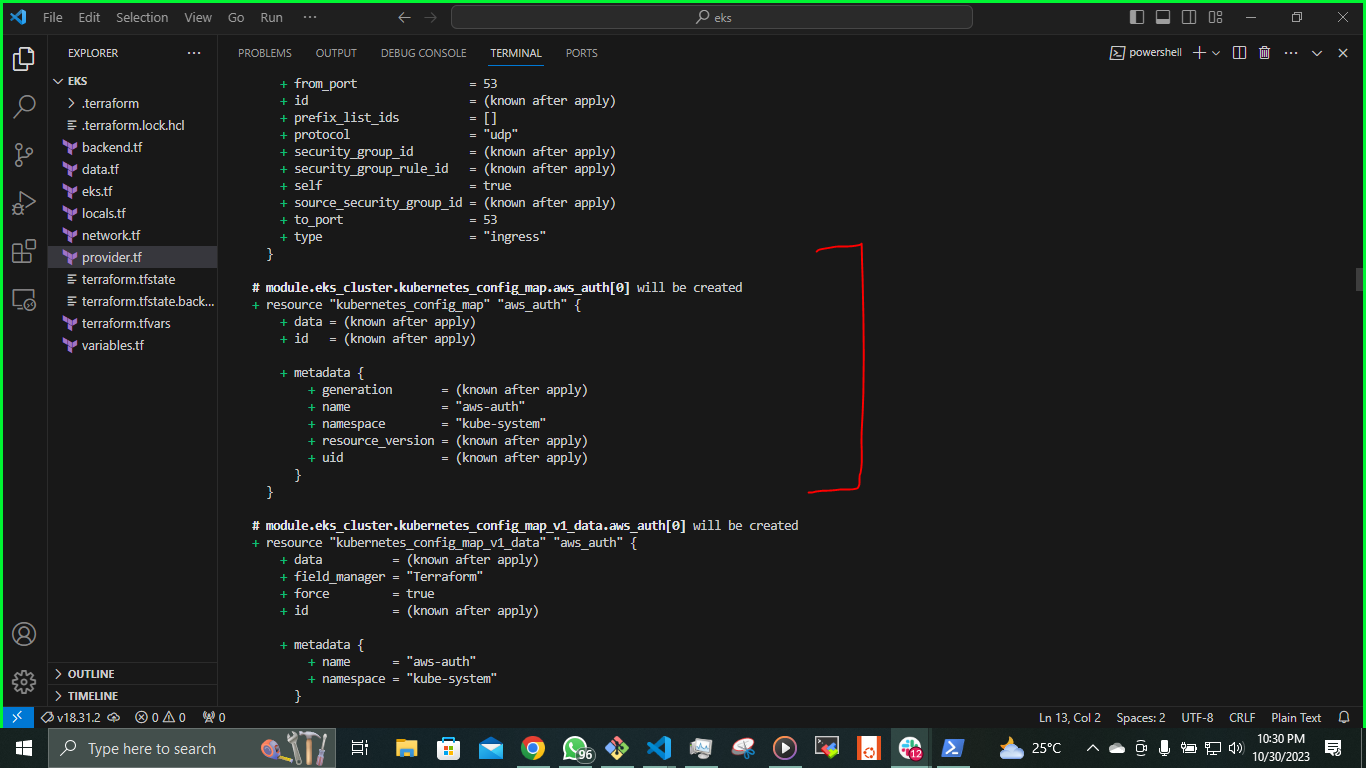 File Edit Selection View Go Run ··· eks
EXPLORER ···
EKS
.terraform
.terraform.lock.hcl
backend.tf
data.tf
eks.tf
locals.tf
network.tf
provider.tf
terraform.tfstate
terraform.tfstate.back...
terraform.tfvars
variables.tf
OUTLINE
TIMELINE
PROBLEMS OUTPUT DEBUG CONSOLE TERMINAL PORTS powershell
+ from_port = 53
+ id = (known after apply)
+ prefix_list_ids = []
+ protocol = "udp"
+ security_group_id = (known after apply)
+ security_group_rule_id = (known after apply)
+ self = true
+ source_security_group_id = (known after apply)
+ to_port = 53
+ type = "ingress"
}
# module.eks_cluster.kubernetes_config_map.aws_auth[0] will be created
+ resource "kubernetes_config_map" "aws_auth" {
+ data = (known after apply)
+ id = (known after apply)
+ metadata {
+ generation = (known after apply)
+ name = "aws-auth"
+ namespace = "kube-system"
+ resource_version = (known after apply)
+ uid = (known after apply)
}
}
# module.eks_cluster.kubernetes_config_map_v1_data.aws_auth[0] will be created
+ resource "kubernetes_config_map_v1_data" "aws_auth" {
+ data = (known after apply)
+ field_manager = "Terraform"
+ force = true
+ id = (known after apply)
+ metadata {
+ name = "aws-auth"
+ namespace = "kube-system"
}
v18.31.2 0 0 0 Ln 13, Col 2 Spaces: 2 UTF-8 CRLF Plain Text
Type here to search 96 12 25°C 10:30 PM
10/30/2023